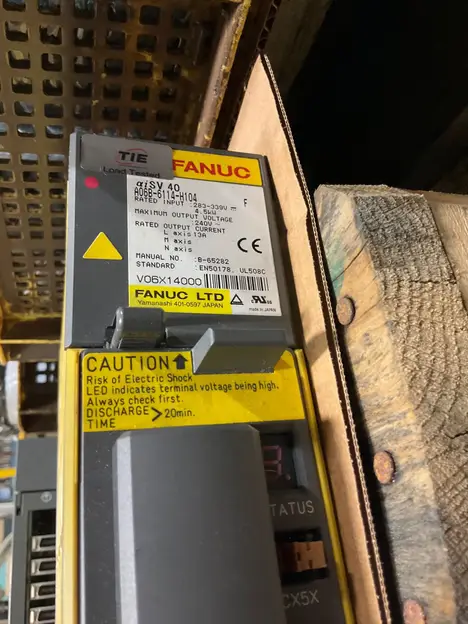 TIE
Load Tested
FANUC
αiSV 40
A06B-6114-H104
F
RATED INPUT :283-339V
4.5kW
MAXIMUM OUTPUT VOLTAGE
240V~
RATED OUTPUT CURRENT
L axis 13A
M axis
N axis
MANUAL NO. :B-65282
STANDARD :EN50178, UL508C
CE
V06X14000
FANUC LTD
Yamanashi 401-0597 JAPAN
made in JAPAN
CAUTION
Risk of Electric Shock
LED indicates terminal voltage being high.
Always check first.
DISCHARGE > 20min.
TIME
TATUS
CX5X